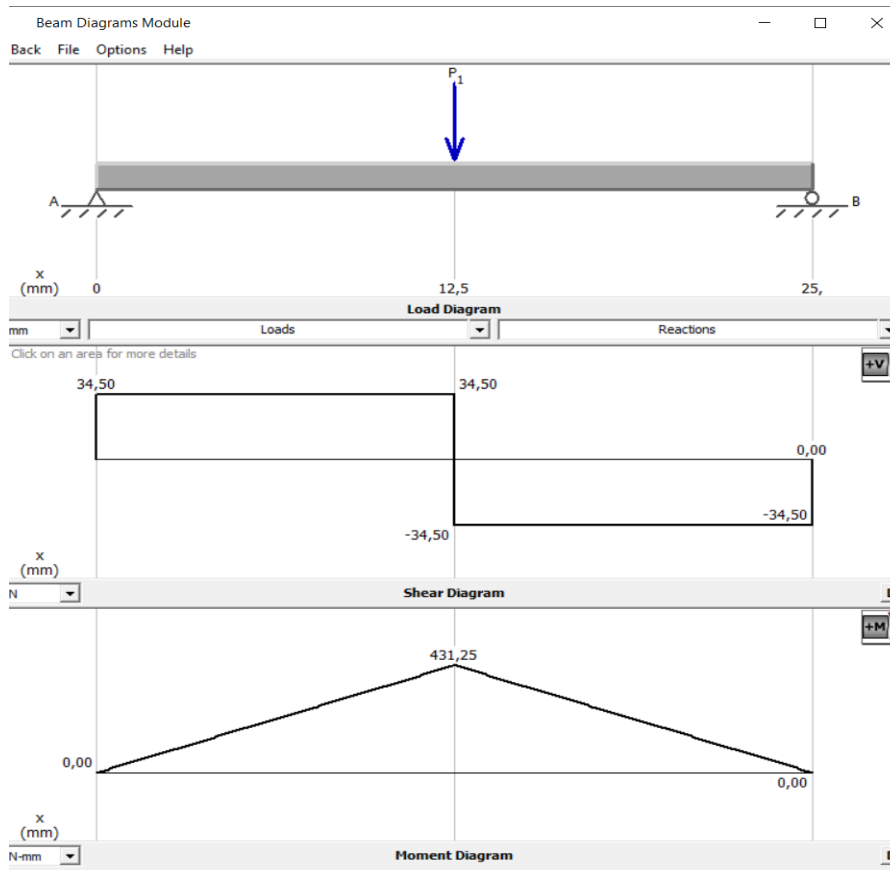 Beam Diagrams Module
Back File Options Help
P1
A
B
x
(mm) 0 12,5 25,
Load Diagram
mm Loads Reactions
Click on an area for more details
+V
34,50 34,50
0,00
-34,50
-34,50
x
(mm)
N Shear Diagram
+M
431,25
0,00
0,00
x
(mm)
N-mm Moment Diagram